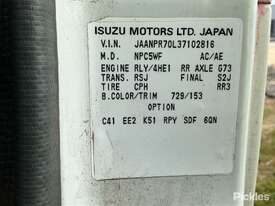 ISUZU MOTORS LTD. JAPAN
V.I.N. JAANPR70L37102816
M.D. NPC5WF AC/AE
ENGINE RLY/4HE1 RR AXLE G73
TRANS. RSJ FINAL S2J
TIRE CPH RR3
B.COLOR/TRIM 729/153
OPTION
C41 EE2 K51 RPY SDF 6QN
Pickles